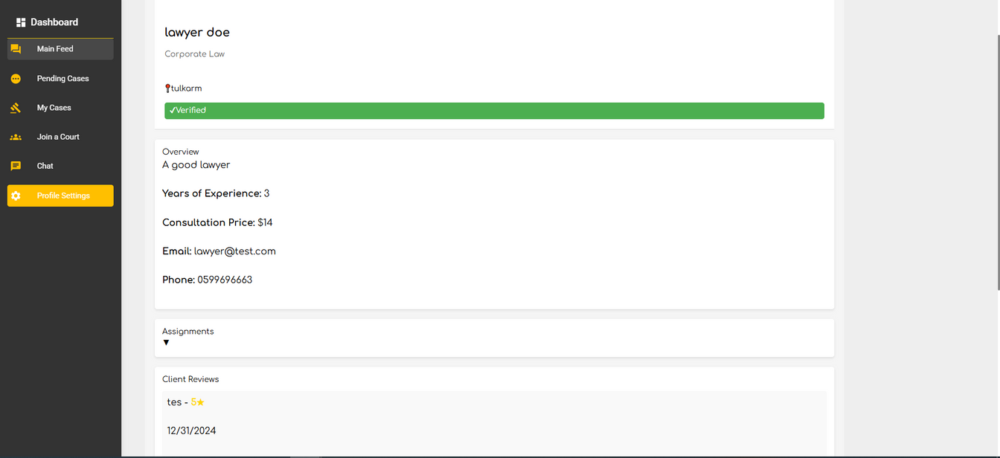 Dashboard
Main Feed
Pending Cases
My Cases
Join a Court
Chat
Profile Settings
lawyer doe
Corporate Law
📍tulkarm
✓Verified
Overview
A good lawyer
Years of Experience: 3
Consultation Price: $14
Email: lawyer@test.com
Phone: 0599696663
Assignments
▼
Client Reviews
tes - 5★
12/31/2024